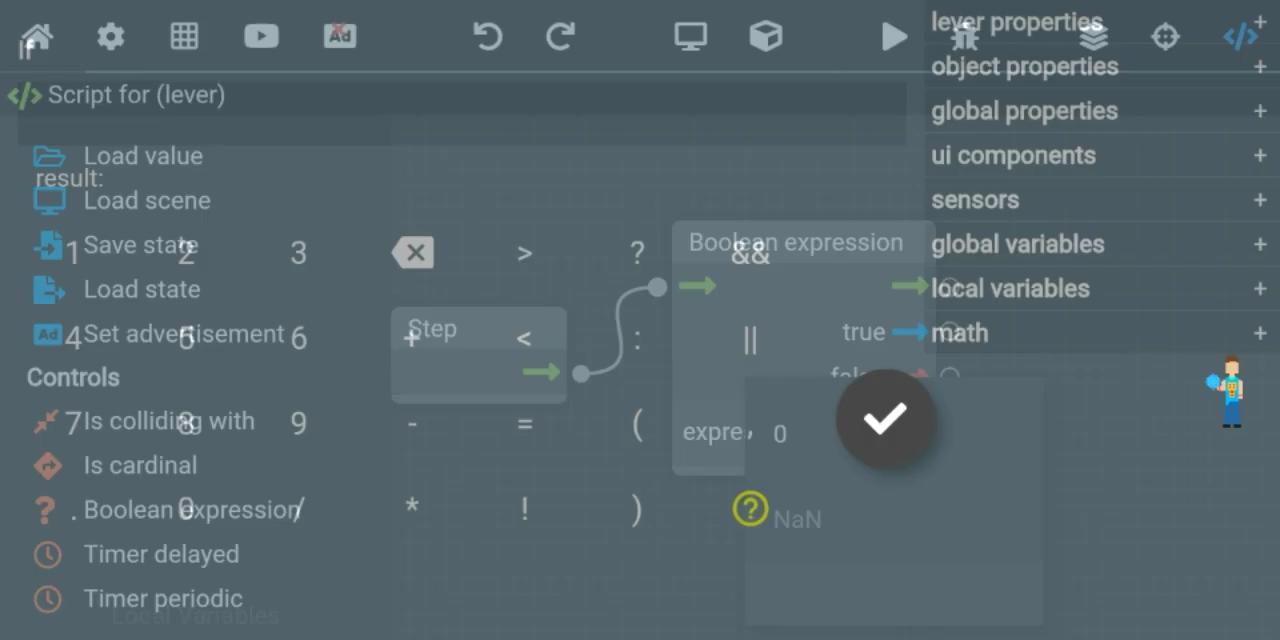 if
Ad
</> Script for (lever)
Load value
result:
Load scene
Save state
Load state
Ad Set advertisement
Controls
Is colliding with
Is cardinal
? Boolean expression
Timer delayed
Timer periodic
Local Variables
1 2 3 > ? &&
4 5 6 + < : ||
7 8 9 - = (
. 0 / * ! )
Step
Boolean expression
true
expre
0
?
NaN
lever properties +
object properties +
global properties +
ui components +
sensors +
global variables +
local variables +
math +
</>